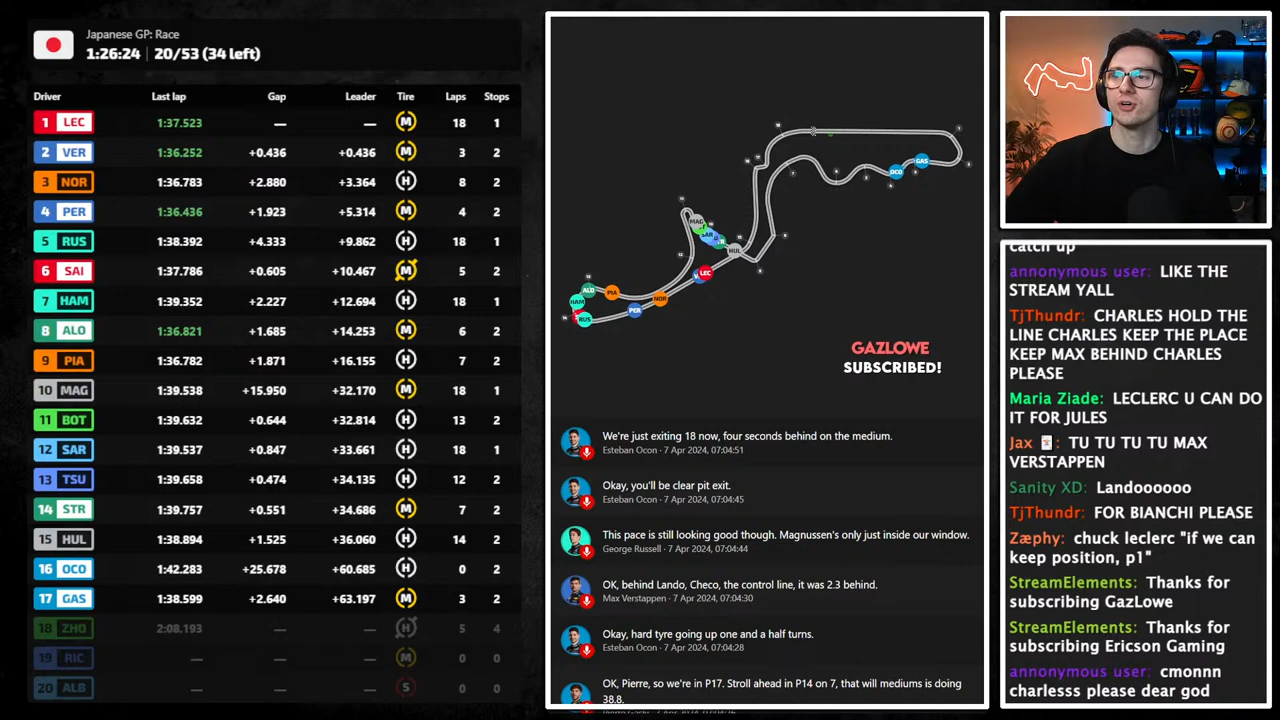 Japanese GP: Race
1:26:24 | 20/53 (34 left)
Driver Last lap Gap Leader Tire Laps Stops
1 LEC 1:37.523 — — M 18 1
2 VER 1:36.252 +0.436 +0.436 M 3 2
3 NOR 1:36.783 +2.880 +3.364 H 8 2
4 PER 1:36.436 +1.923 +5.314 M 4 2
5 RUS 1:38.392 +4.333 +9.862 H 18 1
6 SAI 1:37.786 +0.605 +10.467 M 5 2
7 HAM 1:39.352 +2.227 +12.694 H 18 1
8 ALO 1:36.821 +1.685 +14.253 M 6 2
9 PIA 1:36.782 +1.871 +16.155 H 7 2
10 MAG 1:39.538 +15.950 +32.170 M 18 1
11 BOT 1:39.632 +0.644 +32.814 H 13 2
12 SAR 1:39.537 +0.847 +33.661 H 18 1
13 TSU 1:39.658 +0.474 +34.135 H 12 2
14 STR 1:39.757 +0.551 +34.686 M 7 2
15 HUL 1:38.894 +1.525 +36.060 H 14 2
16 OCO 1:42.283 +25.678 +60.685 H 0 2
17 GAS 1:38.599 +2.640 +63.197 M 3 2
18 ZHO 2:08.193 — — H 5 4
19 RIC — — — M 0 0
20 ALB — — — S 0 0
GAS
OCO
MAG
SAR
HUL
LEC
ALO
PIA
NOR
HAM
PER
RUS
GAZLOWE
SUBSCRIBED!
We're just exiting 18 now, four seconds behind on the medium.
Esteban Ocon • 7 Apr 2024, 07:04:51
Okay, you'll be clear pit exit.
Esteban Ocon • 7 Apr 2024, 07:04:45
This pace is still looking good though. Magnussen's only just inside our window.
George Russell • 7 Apr 2024, 07:04:44
OK, behind Lando, Checo, the control line, it was 2.3 behind.
Max Verstappen • 7 Apr 2024, 07:04:30
Okay, hard tyre going up one and a half turns.
Esteban Ocon • 7 Apr 2024, 07:04:28
OK, Pierre, so we're in P17. Stroll ahead in P14 on 7, that will mediums is doing
38.8.
catch up
annonymous user: LIKE THE
STREAM YALL
TjThundr: CHARLES HOLD THE
LINE CHARLES KEEP THE PLACE
KEEP MAX BEHIND CHARLES
PLEASE
Maria Ziade: LECLERC U CAN DO
IT FOR JULES
Jax 🃏: TU TU TU TU MAX
VERSTAPPEN
Sanity XD: Landooooo
TjThundr: FOR BIANCHI PLEASE
Zæphy: chuck leclerc "if we can
keep position, p1"
StreamElements: Thanks for
subscribing GazLowe
StreamElements: Thanks for
subscribing Ericson Gaming
annonymous user: cmonnn
charlesss please dear god